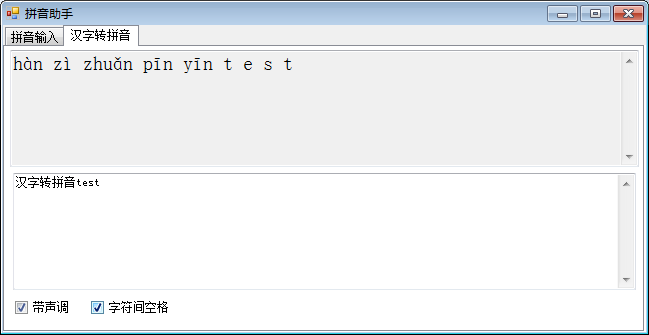 拼音助手
拼音输入 汉字转拼音
hàn zì zhuǎn pīn yīn t e s t
汉字转拼音test
带声调 字符间空格